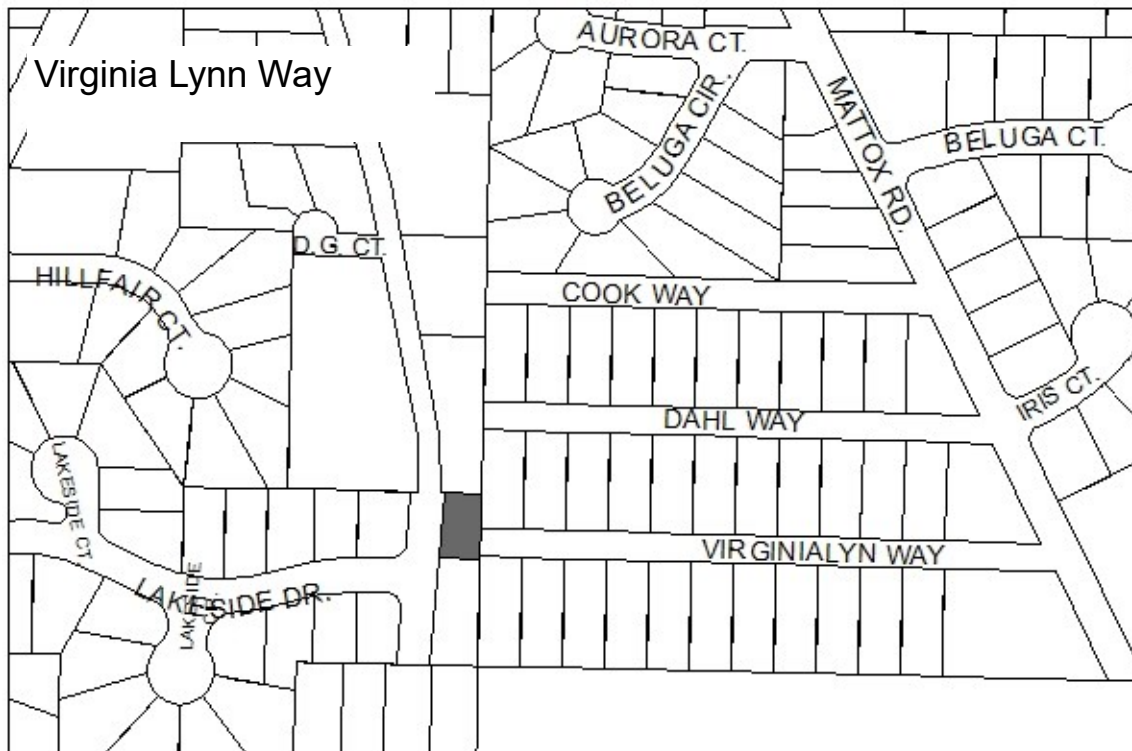 Virginia Lynn Way
AURORA CT.
BELUGA CIR.
MATTOX RD.
BELUGA CT.
D.G. CT.
HILLFAIR CT.
COOK WAY
IRIS CT.
DAHL WAY
LAKESIDE CT
VIRGINIALYN WAY
LAKESIDE
LAKESIDE DR.